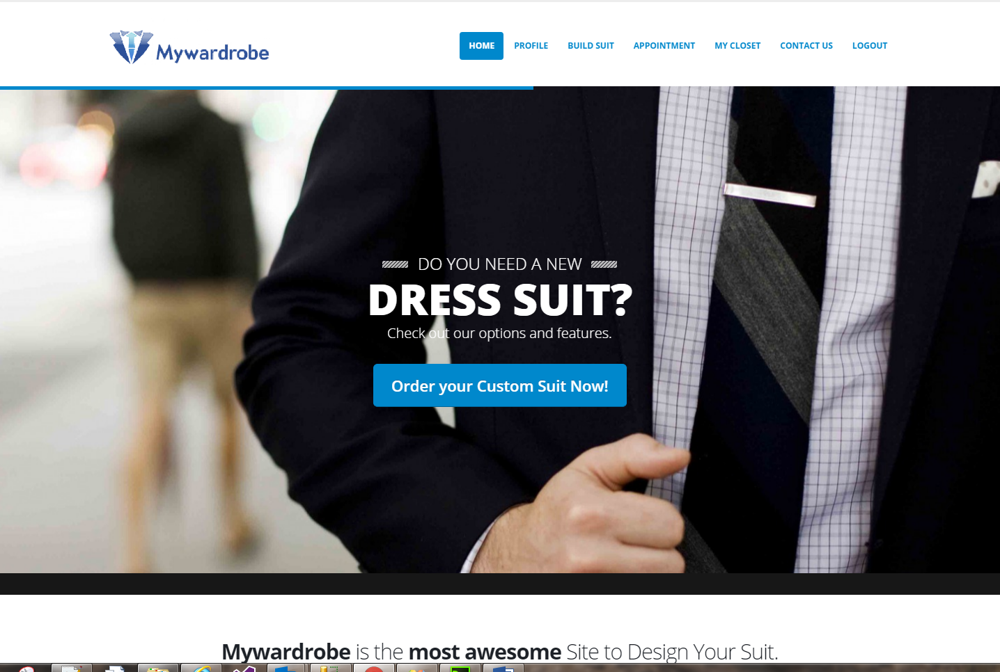 Mywardrobe
HOME PROFILE BUILD SUIT APPOINTMENT MY CLOSET CONTACT US LOGOUT
DO YOU NEED A NEW
DRESS SUIT?
Check out our options and features.
Order your Custom Suit Now!
Mywardrobe is the most awesome Site to Design Your Suit.